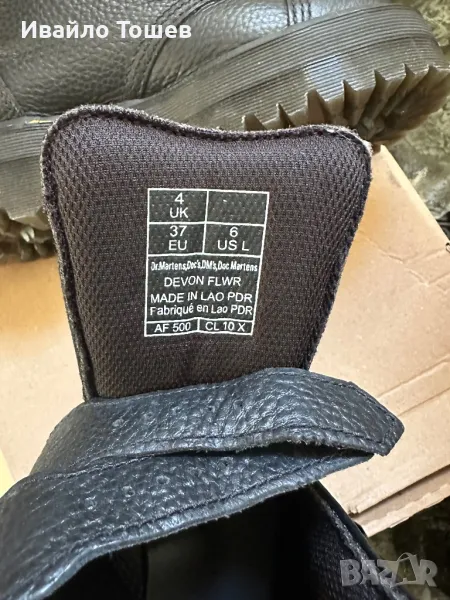 Ивайло Тошев
4
UK
37
EU
6
US L
Dr.Martens,Doc's,DM's,Doc Martens
DEVON FLWR
MADE IN LAO PDR
Fabriqué en Lao PDR
AF 500 CL 10 X
BAZAR